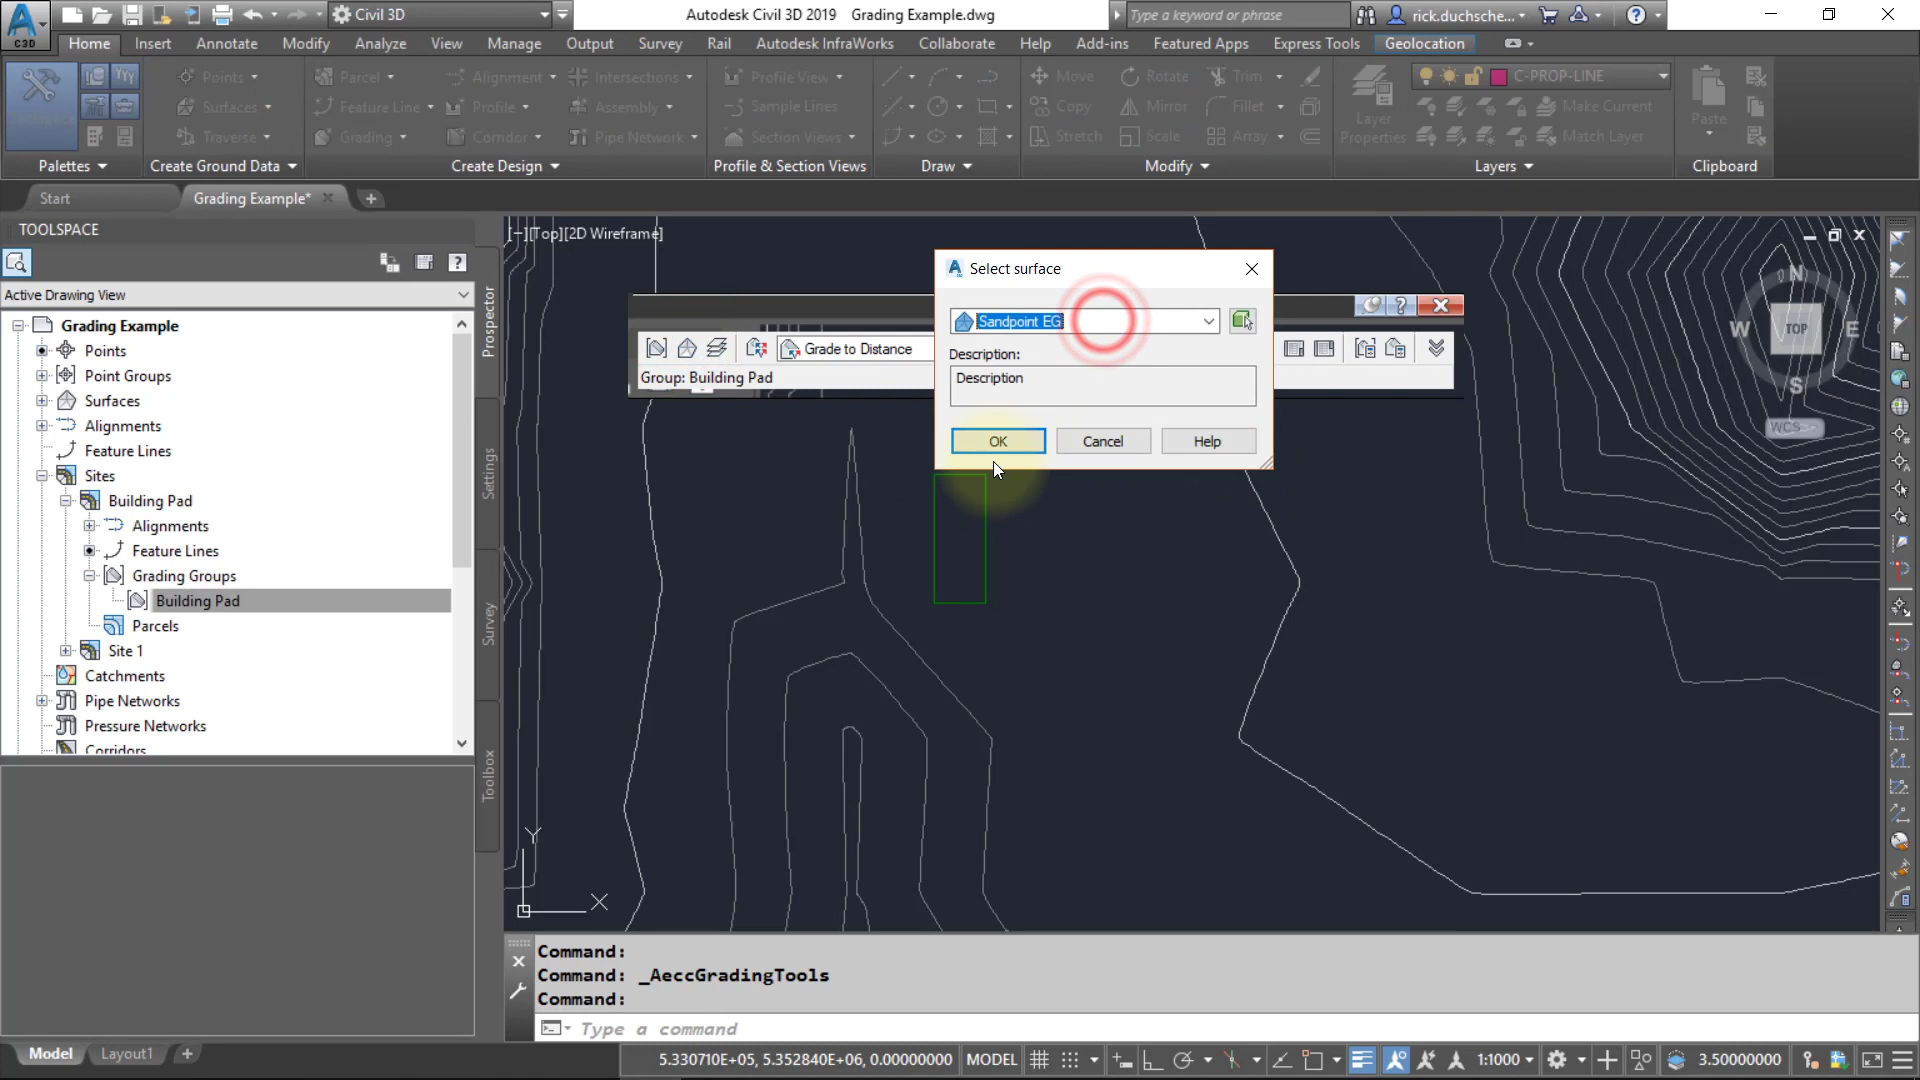 C3D
Civil 3D
Autodesk Civil 3D 2019 Grading Example.dwg
Type a keyword or phrase
rick.duchsche...
Home Insert Annotate Modify Analyze View Manage Output Survey Rail Autodesk InfraWorks Collaborate Help Add-ins Featured Apps Express Tools Geolocation
Points
Surfaces
Traverse
Parcel
Feature Line
Grading
Alignment
Profile
Corridor
Intersections
Assembly
Pipe Network
Profile View
Sample Lines
Section Views
Move
Copy
Stretch
Rotate
Mirror
Scale
Trim
Fillet
Array
Layer
Properties
C-PROP-LINE
Make Current
Match Layer
Paste
Palettes
Create Ground Data
Create Design
Profile & Section Views
Draw
Modify
Layers
Clipboard
Start
Grading Example*
TOOLSPACE
Active Drawing View
Grading Example
Points
Point Groups
Surfaces
Alignments
Feature Lines
Sites
Building Pad
Alignments
Feature Lines
Grading Groups
Building Pad
Parcels
Site 1
Catchments
Pipe Networks
Pressure Networks
Corridors
Prospector
Settings
Survey
Toolbox
[−][Top][2D Wireframe]
Select surface
Sandpoint EG
Description:
Description
OK
Cancel
Help
Grade to Distance
Group: Building Pad
N
W
TOP
E
S
WCS
Y
X
Command:
Command: _AeccGradingTools
Command:
Type a command
Model
Layout1
5.330710E+05, 5.352840E+06, 0.00000000
MODEL
1:1000
3.50000000